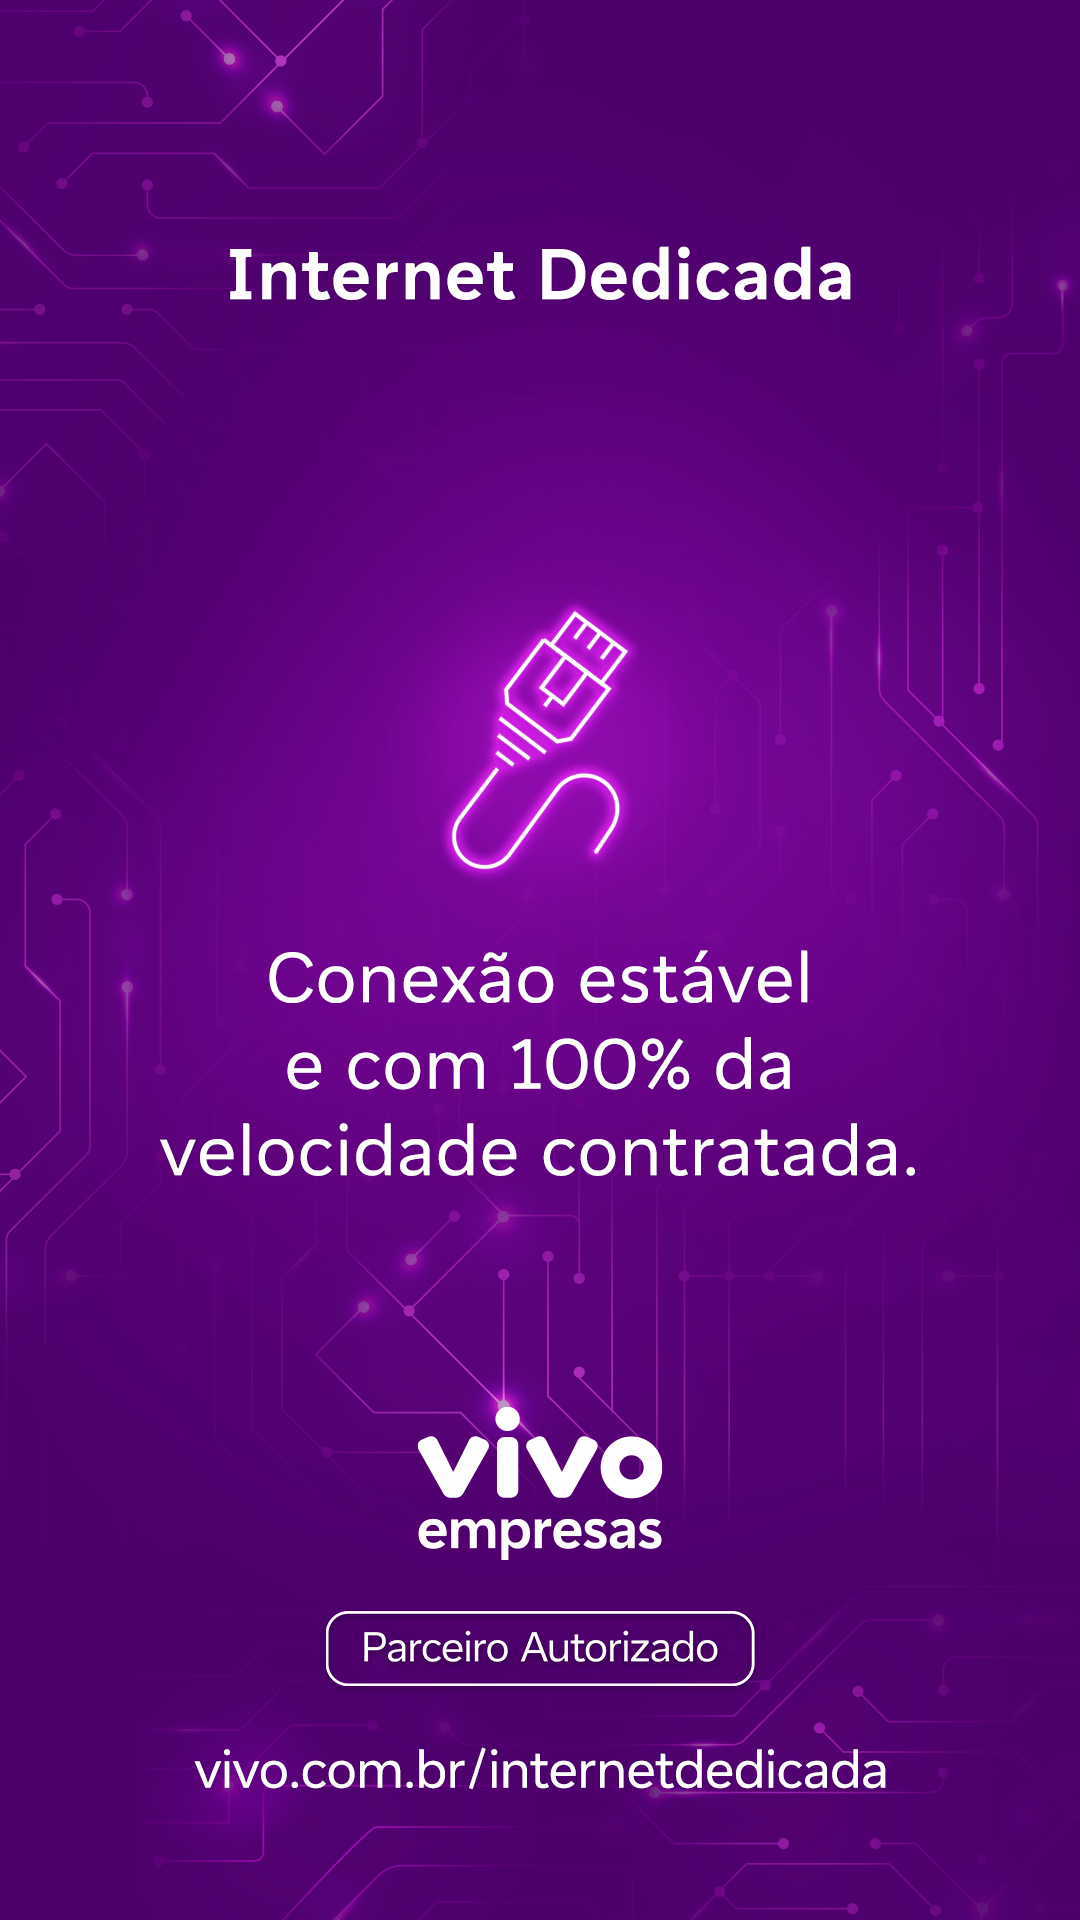 Internet Dedicada
Conexão estável
e com 100% da
velocidade contratada.
vivo
empresas
Parceiro Autorizado
vivo.com.br/internetdedicada